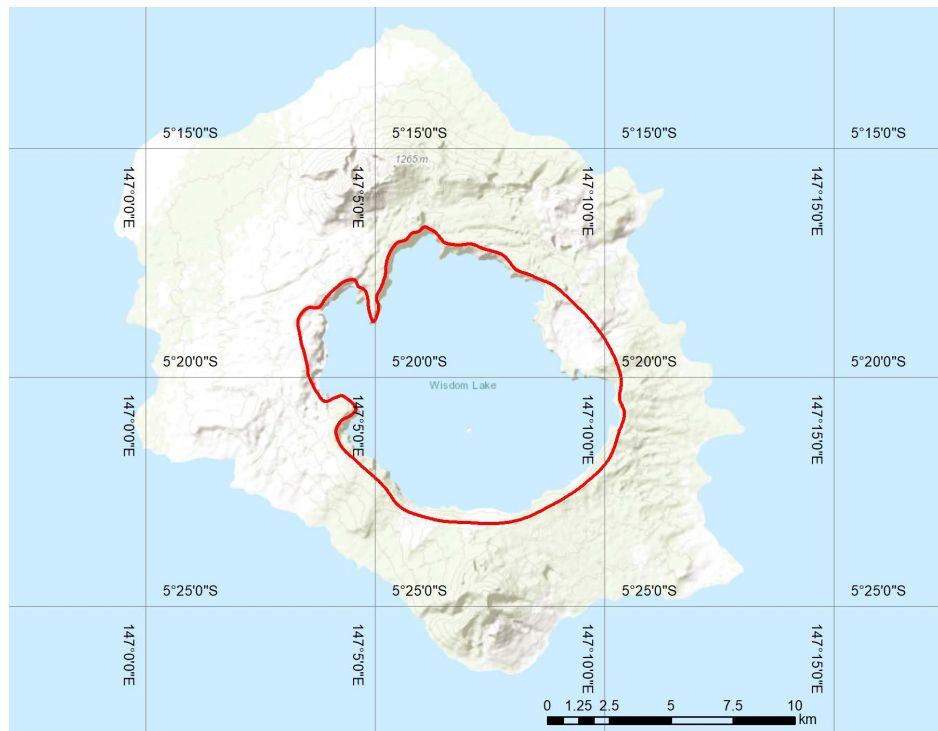 5°15'0"S 5°15'0"S 5°15'0"S 5°15'0"S
1265m
147°0'0"E 147°5'0"E 147°10'0"E 147°15'0"E
5°20'0"S 5°20'0"S 5°20'0"S 5°20'0"S
Wisdom Lake
147°0'0"E 147°5'0"E 147°10'0"E 147°15'0"E
5°25'0"S 5°25'0"S 5°25'0"S 5°25'0"S
147°0'0"E 147°5'0"E 147°10'0"E 147°15'0"E
0 1.25 2.5 5 7.5 10
km